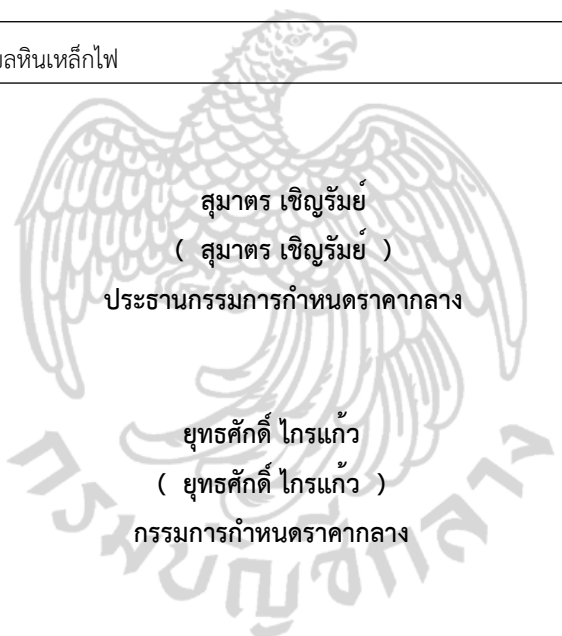 ลหินเหล็กไฟ
สุมาตร เชิญรัมย์
( สุมาตร เชิญรัมย์ )
ประธานกรรมการกำหนดราคากลาง
ยุทธศักดิ์ ไกรแก้ว
( ยุทธศักดิ์ ไกรแก้ว )
กรรมการกำหนดราคากลาง
กรมบัญชีกลาง